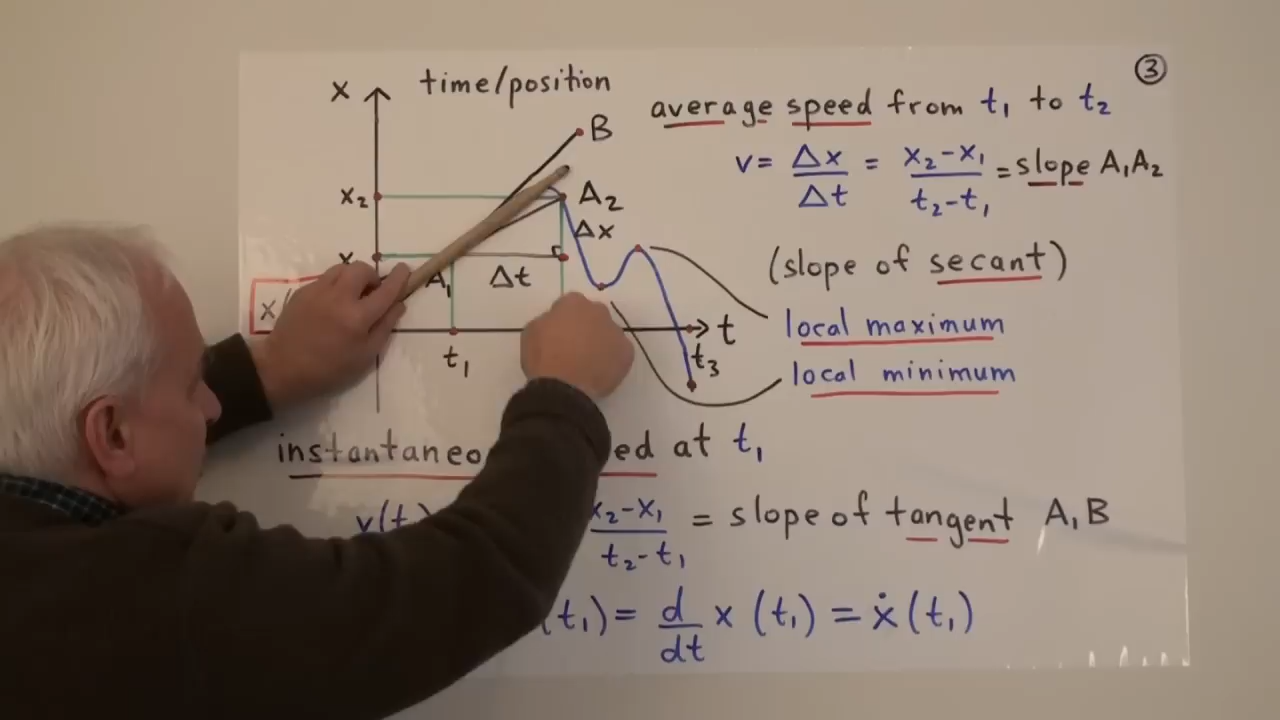 ③
x time/position
B
average speed from t₁ to t₂
v = Δx/Δt = (x₂-x₁)/(t₂-t₁) = slope A₁A₂
x₂ A₂
Δx
x
A₁ Δt
(slope of secant)
x(
t
local maximum
t₁ t₃
local minimum
instantaneo ed at t₁
v(t x₂-x₁/t₂-t₁ = slope of tangent A₁B
(t₁) = d/dt x (t₁) = ẋ(t₁)